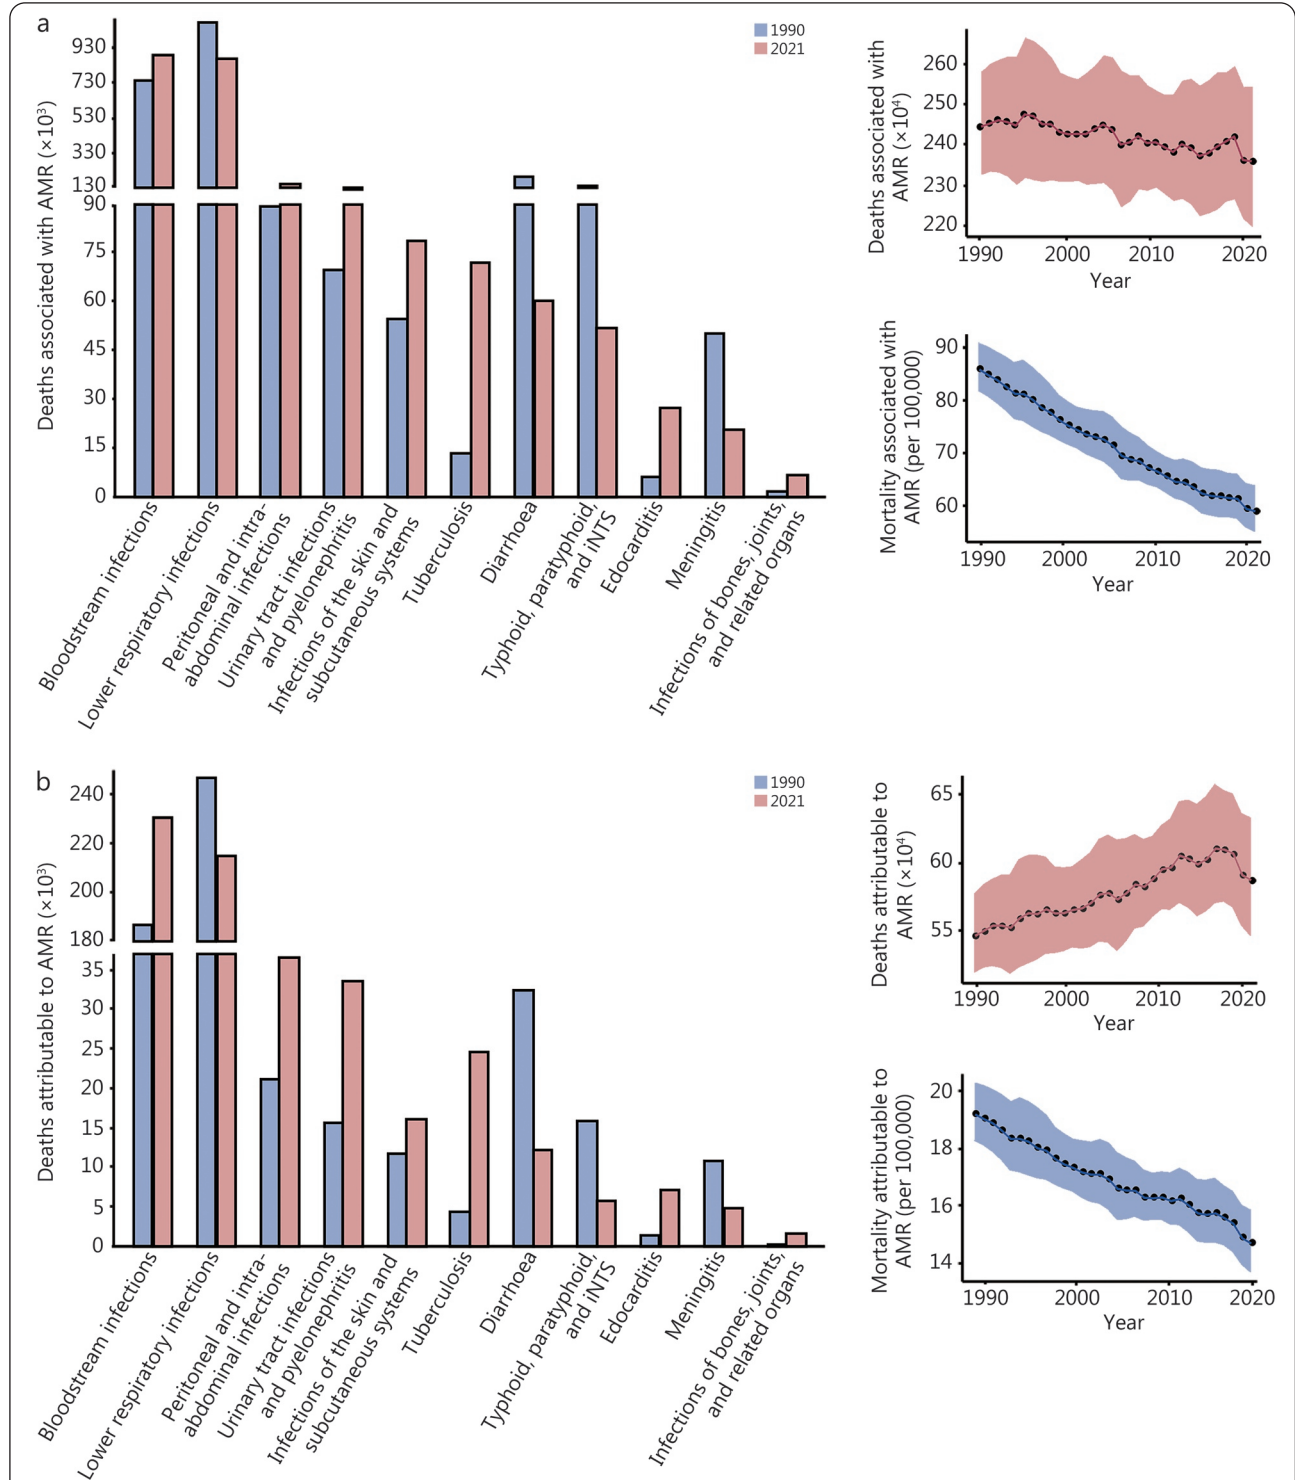 a
1990
2021
Deaths associated with AMR (×10³)
930
730
530
330
130
90
75
60
45
30
15
0
Bloodstream infections
Lower respiratory infections
Peritoneal and intra-
abdominal infections
Urinary tract infections
and pyelonephritis
Infections of the skin and
subcutaneous systems
Tuberculosis
Diarrhoea
Typhoid, paratyphoid,
and iNTS
Edocarditis
Meningitis
Infections of bones, joints,
and related organs
Deaths associated with
AMR (×10⁴)
260
250
240
230
220
1990 2000 2010 2020
Year
Mortality associated with
AMR (per 100,000)
90
80
70
60
1990 2000 2010 2020
Year
b
1990
2021
Deaths attributable to AMR (×10³)
240
220
200
180
35
30
25
20
15
10
5
0
Bloodstream infections
Lower respiratory infections
Peritoneal and intra-
abdominal infections
Urinary tract infections
and pyelonephritis
Infections of the skin and
subcutaneous systems
Tuberculosis
Diarrhoea
Typhoid, paratyphoid,
and iNTS
Edocarditis
Meningitis
Infections of bones, joints,
and related organs
Deaths attributable to
AMR (×10⁴)
65
60
55
1990 2000 2010 2020
Year
Mortality attributable to
AMR (per 100,000)
20
18
16
14
1990 2000 2010 2020
Year